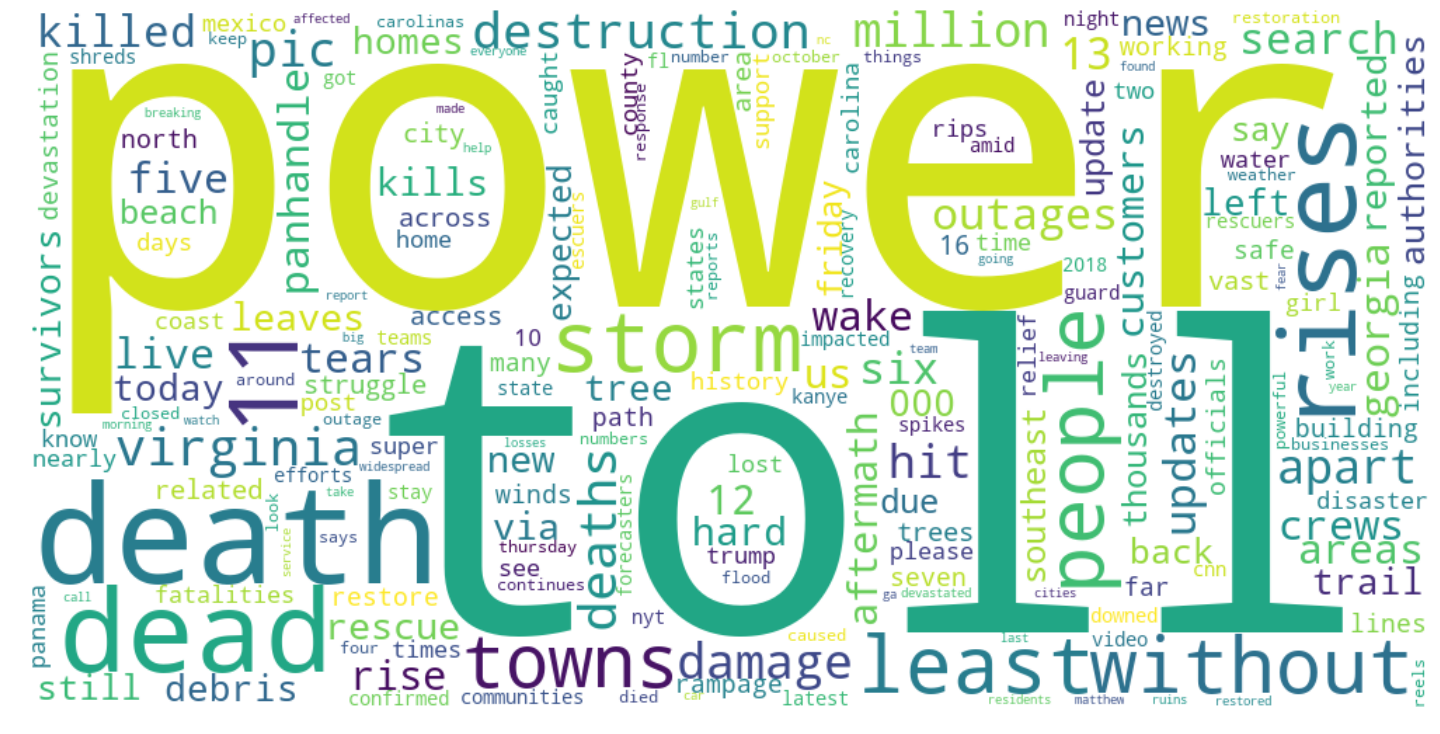 killed
mexico
affected
carolinas
keep
pic
homes
destruction
everyone
million
night
news
restoration
shreds
got
fl
number
nc
october
things
13
working
search
power
devastation
breaking
north
five
beach
days
panhandle
made
city
help
kills
across
home
caught
county
response
area
support
carolina
rips
amid
update
found
two
say
water
weather
left
rescuers
safe
vast
girl
fear
rises
reported
georgia
authorities
expected
escuers
states
reports
gulf
friday
recovery
outages
16
time
going
2018
guard
customers
survivors
report
coast
leaves
access
big
teams
10
storm
wake
impacted
live
11
tears
today
around
struggle
post
many
state
tree
history
us
kanye
six
000
team
relief
leaving
people
thousands
destroyed
updates
officials
work
year
powerful
including
closed
morning
watch
outage
path
spikes
building
businesses
know
nearly
virginia
super
efforts
widespread
toll
losses
new
numbers
winds
via
thursday
see
continues
deaths
forecasters
lost
12
hard
trump
flood
aftermath
hit
due
trees
please
seven
ga
devastated
southeast
cities
apart
disaster
crews
areas
trail
related
take
stay
look
service
says
death
back
cnn
far
downed
lines
panama
call
dead
fatalities
restore
rescue
four
times
nyt
caused
last
video
still
debris
rise
confirmed
towns
communities
damage
rampage
died
car
latest
least
without
residents
matthew
ruins
restored
reels